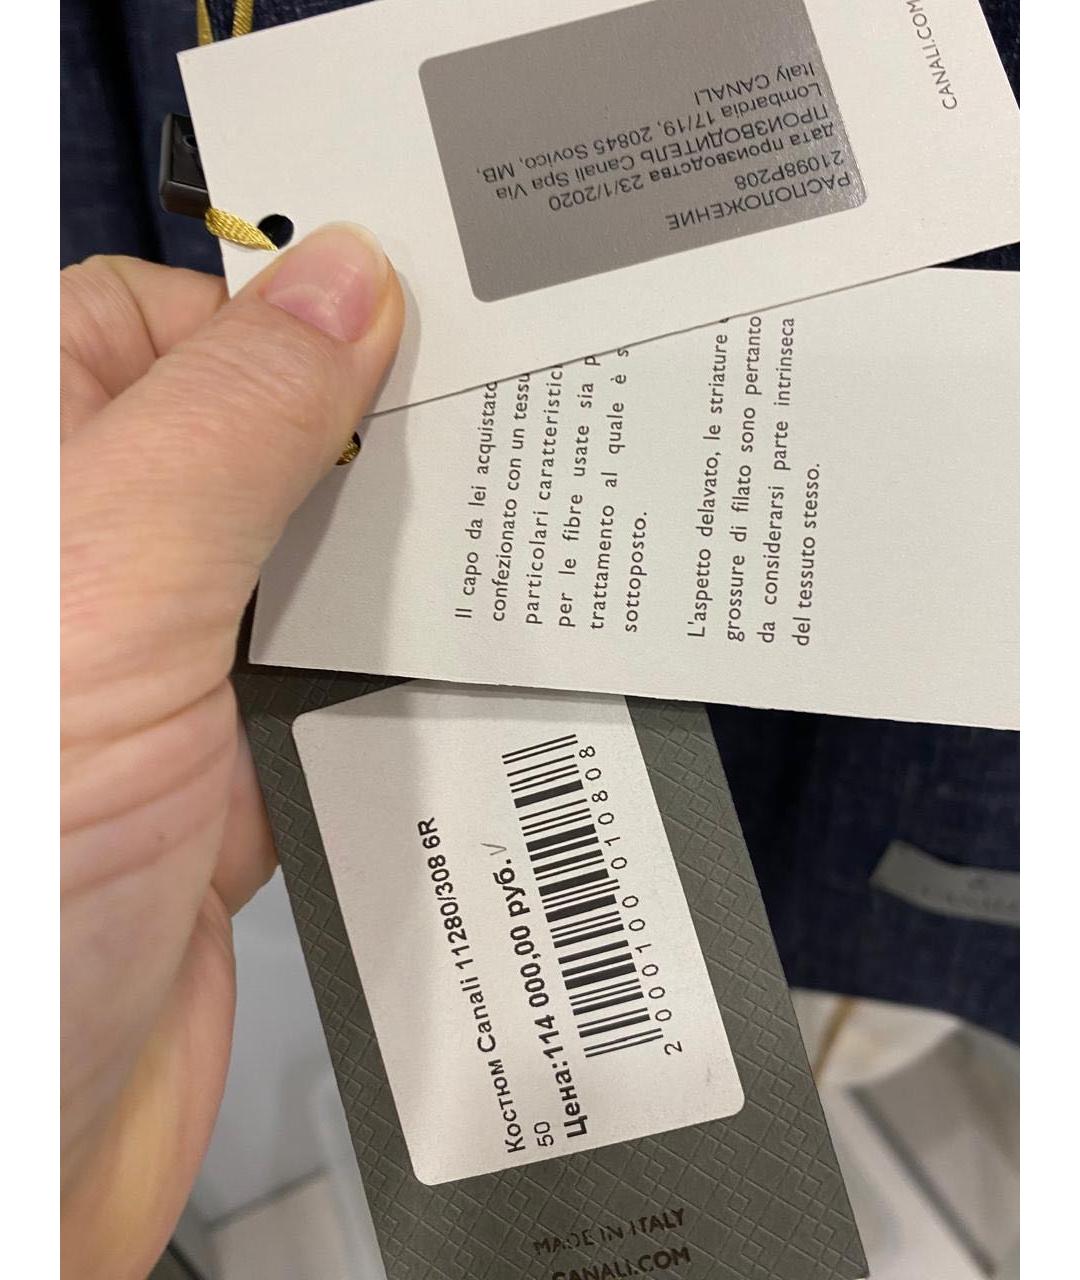 CANALI.COM
РАСПОЛОЖЕНИЕ
21098P208
дата производства 23/1/2020
ПРОИЗВОДИТЕЛЬ Canali Spa Via
Lombardia 17/19, 20845 Sovico, MB,
Italy CANALI
Il capo da lei acquistato
confezionato con un tessu
particolari caratteristic
per le fibre usate sia p
trattamento al quale è s
sottoposto.
L'aspetto delavato, le striature
grossure di filato sono pertanto
da considerarsi parte intrinseca
del tessuto stesso.
Костюм Canali 11280/308 6R
50
Цена:114 000,00 руб.
2 000100 010808
MADE IN ITALY
CANALI.COM